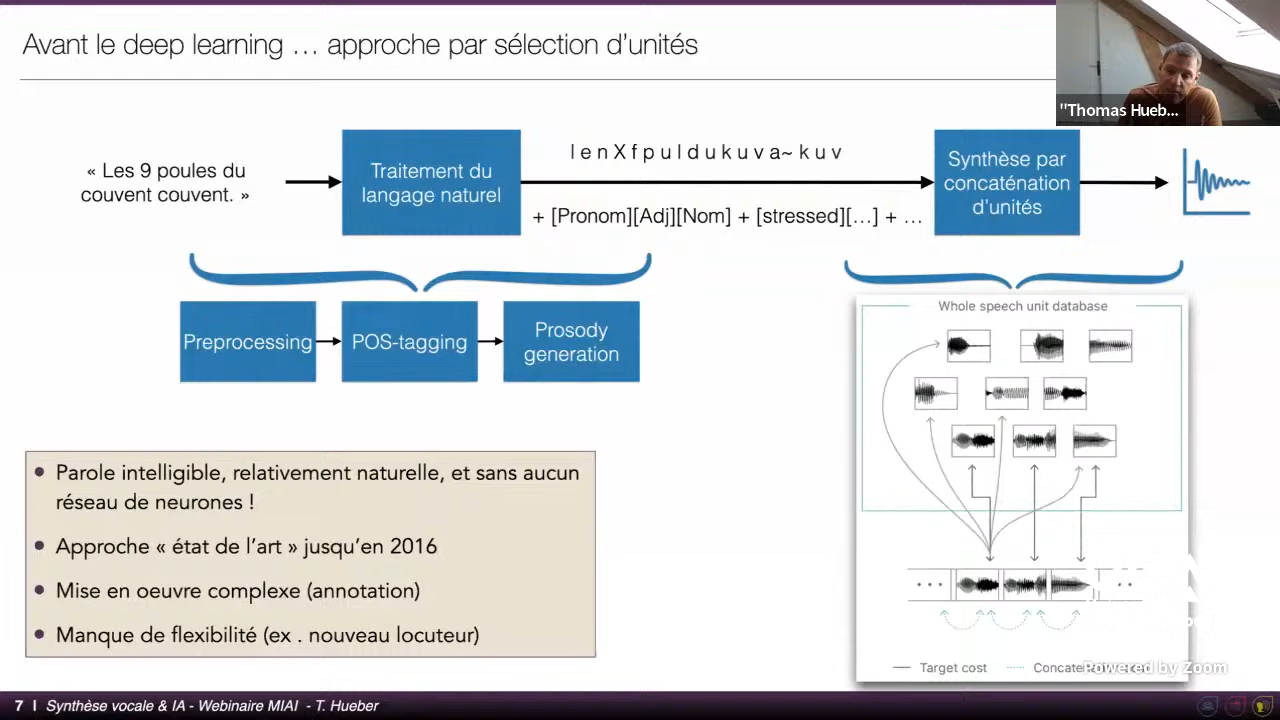 Avant le deep learning … approche par sélection d'unités
"Thomas Hueb...
« Les 9 poules du
couvent couvent. »
Traitement du
langage naturel
l e n X f p u l d u k u v a~ k u v
+ [Pronom][Adj][Nom] + [stressed][…] + …
Synthèse par
concaténation
d'unités
Preprocessing
POS-tagging
Prosody
generation
Whole speech unit database
• Parole intelligible, relativement naturelle, et sans aucun
réseau de neurones !
• Approche « état de l'art » jusqu'en 2016
• Mise en oeuvre complexe (annotation)
• Manque de flexibilité (ex . nouveau locuteur)
Target cost
Powered by Zoom
7 | Synthèse vocale & IA - Webinaire MIAI - T. Hueber